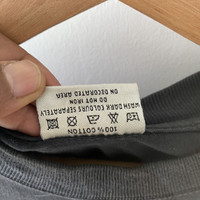 100% COTTON
WASH DARK COLOURS SEPARATELY
DO NOT IRON
ON DECORATED AREA